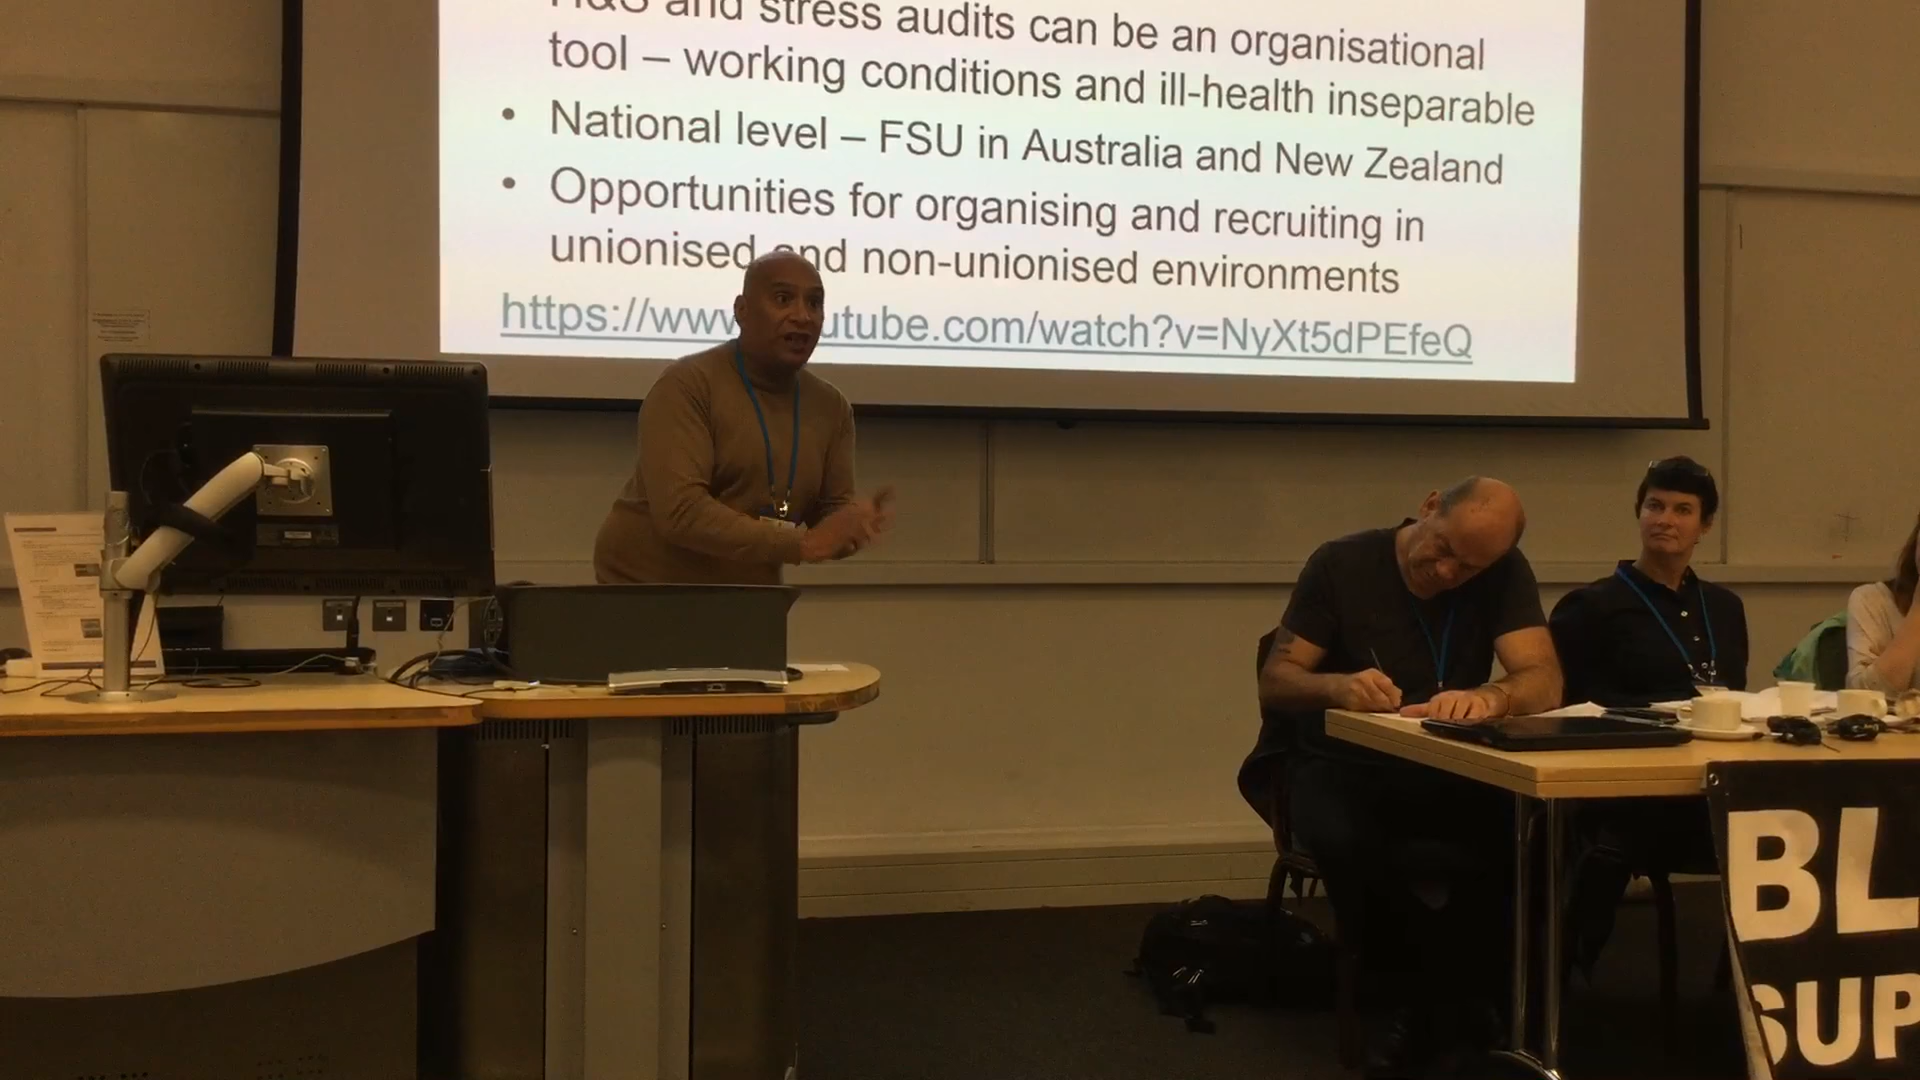 H&S and stress audits can be an organisational
tool – working conditions and ill-health inseparable
• National level – FSU in Australia and New Zealand
• Opportunities for organising and recruiting in
unionised and non-unionised environments
https://www utube.com/watch?v=NyXt5dPEfeQ
BL
SUP